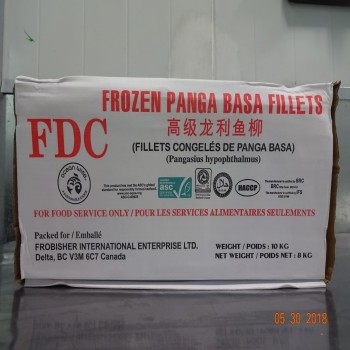 FROZEN PANGA BASA FILLETS
FDC
高级龙利鱼柳
(FILLETS CONGELÉS DE PANGA BASA)
(Pangasius hypophthalmus)
asc
HACCP
BRC
FOR FOOD SERVICE ONLY / POUR LES SERVICES ALIMENTAIRES SEULEMENTS
Packed for / Emballé
FROBISHER INTERNATIONAL ENTERPRISE LTD.
Delta, BC V3M 6C7 Canada
WEIGHT / POIDS : 10 KG
NET WEIGHT / POIDS NET : 8 KG
05 30 2018